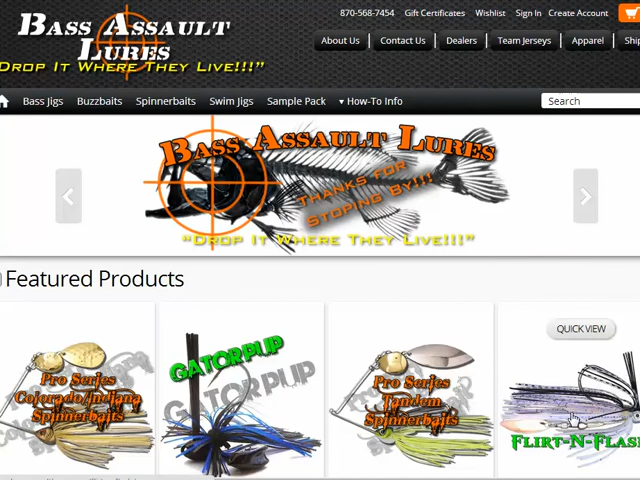 Bass Assault
Lures
Drop It Where They Live!!!”
870-568-7454 Gift Certificates Wishlist Sign In Create Account
About Us Contact Us Dealers Team Jerseys Apparel Ship
Bass Jigs Buzzbaits Spinnerbaits Swim Jigs Sample Pack ▾ How-To Info
Search
Bass Assault Lures
Thanks for
Stoping By!!!
“Drop It Where They Live!!!”
Featured Products
Pro Series
Colorado/Indiana
Spinnerbaits
GATORPUP
GATORPUP
Pro Series
Tandem
Spinnerbaits
QUICK VIEW
FLIRT-N-FLASH